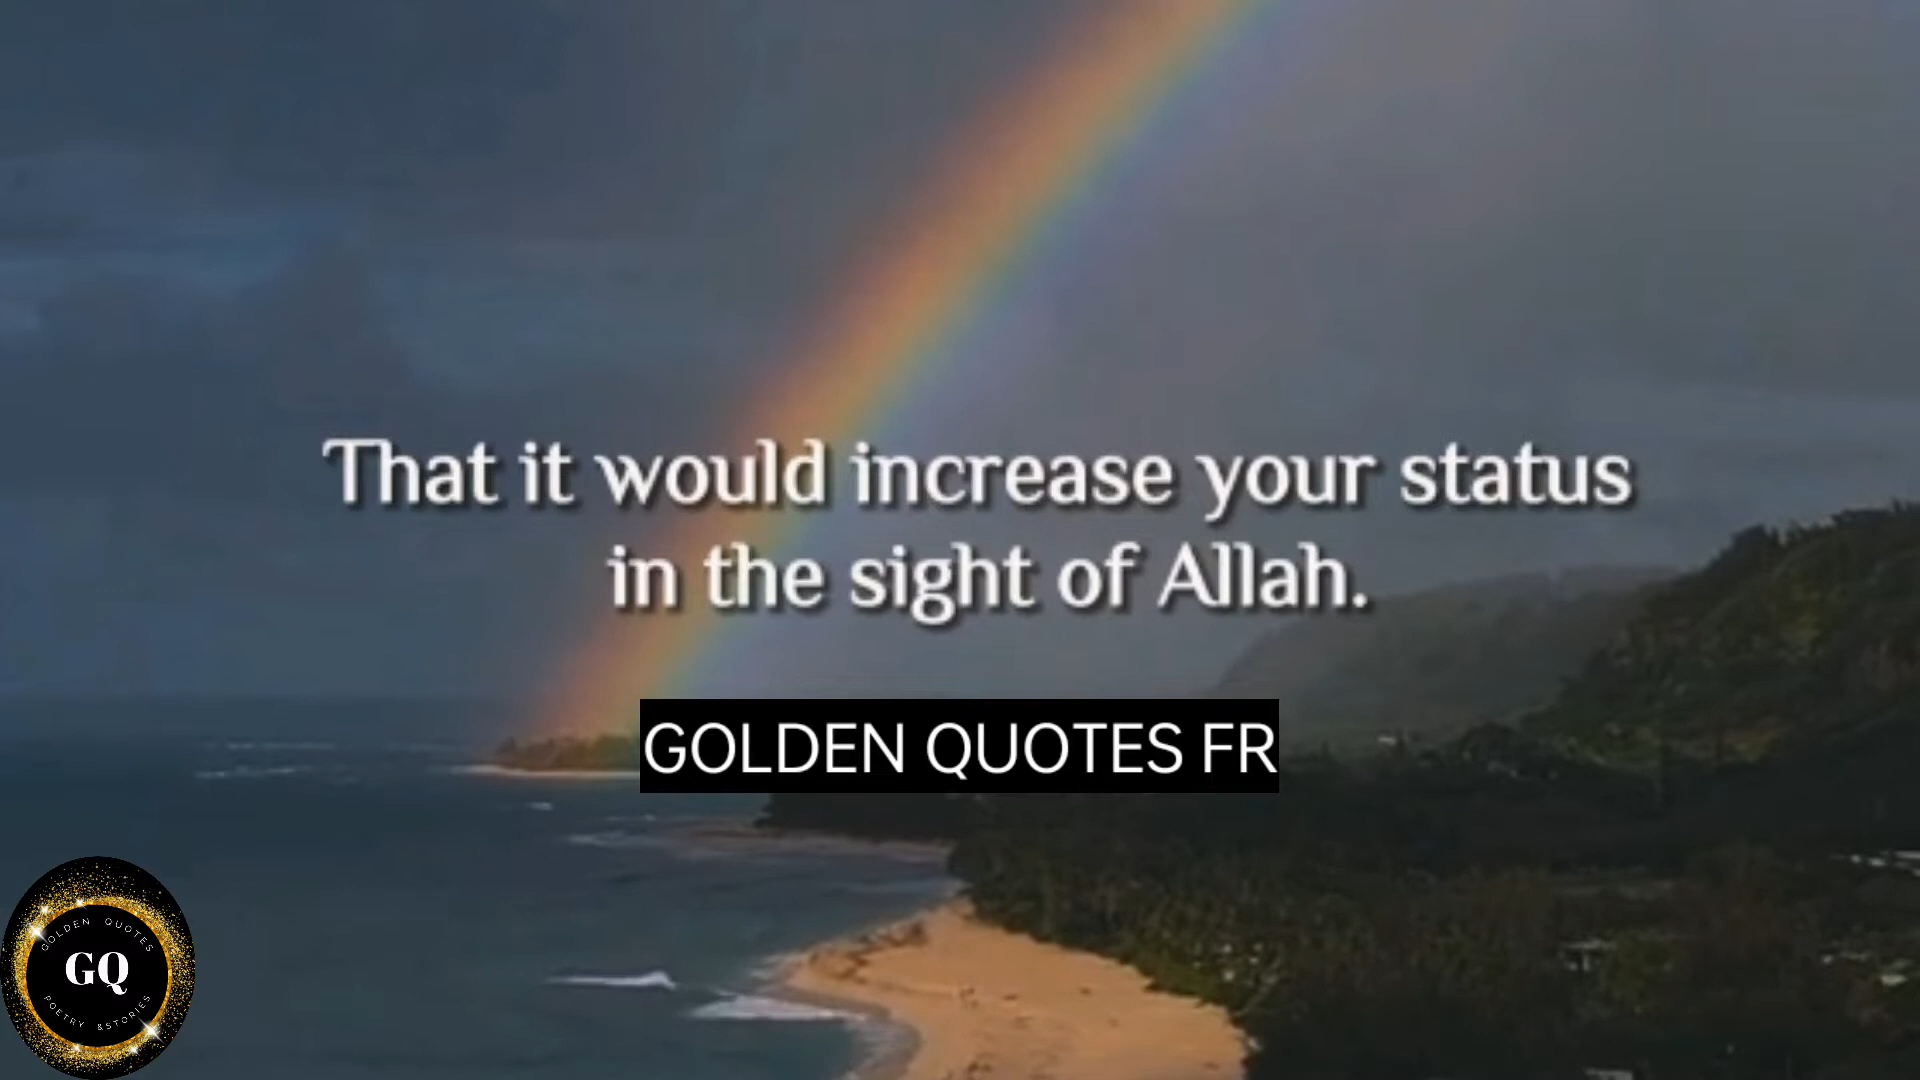 That it would increase your status
in the sight of Allah.
GOLDEN QUOTES FR
GOLDEN QUOTES
GQ
POETRY & STORIES